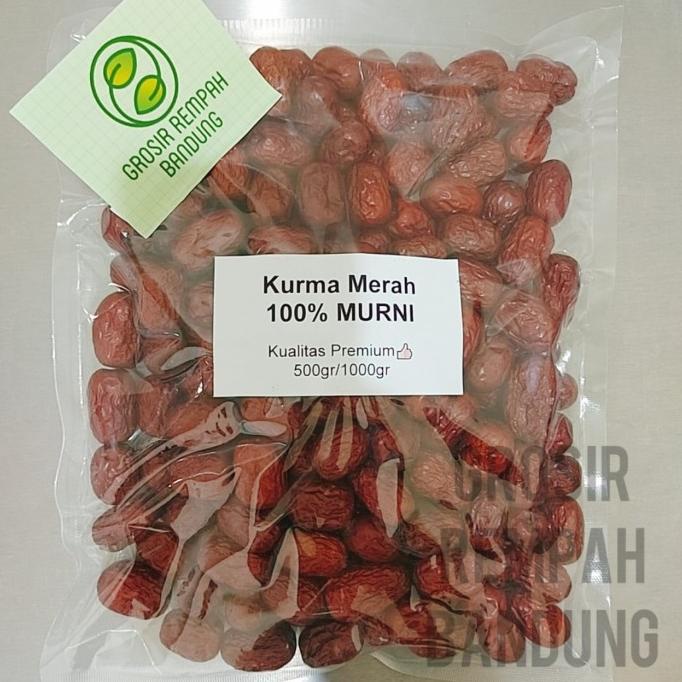 GROSIR REMPAH
BANDUNG
Kurma Merah
100% MURNI
Kualitas Premium👍
500gr/1000gr
GROSIR
REMPAH
BANDUNG